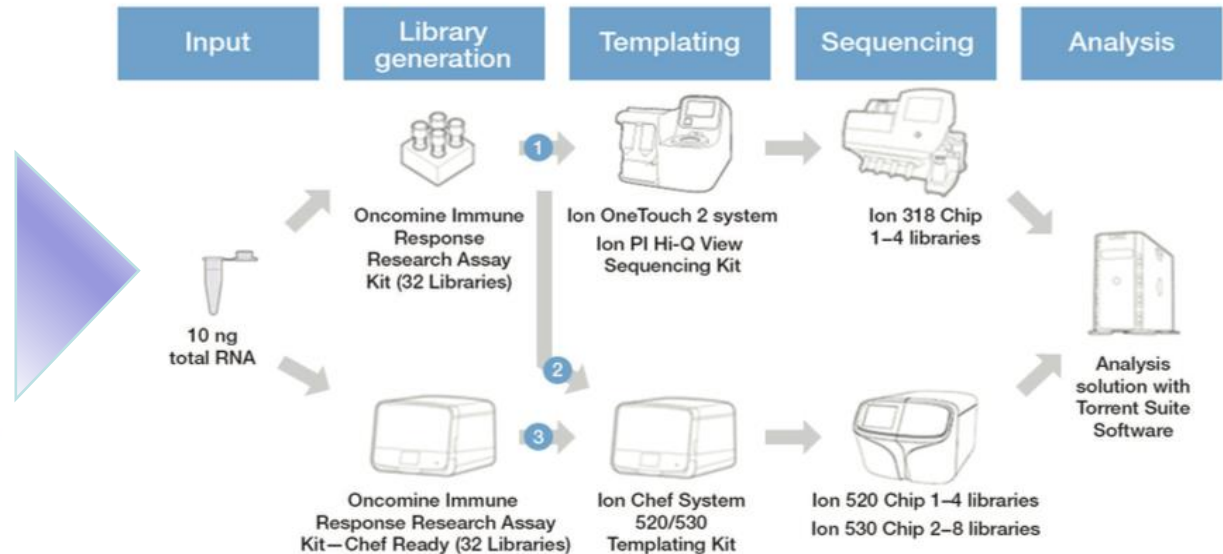 Input
Library
generation
Templating
Sequencing
Analysis
1
Oncomine Immune
Response
Research Assay
Kit (32 Libraries)
Ion OneTouch 2 system
Ion PI Hi-Q View
Sequencing Kit
Ion 318 Chip
1–4 libraries
10 ng
total RNA
2
Analysis
solution with
Torrent Suite
Software
3
Oncomine Immune
Response Research Assay
Kit—Chef Ready (32 Libraries)
Ion Chef System
520/530
Templating Kit
Ion 520 Chip 1–4 libraries
Ion 530 Chip 2–8 libraries